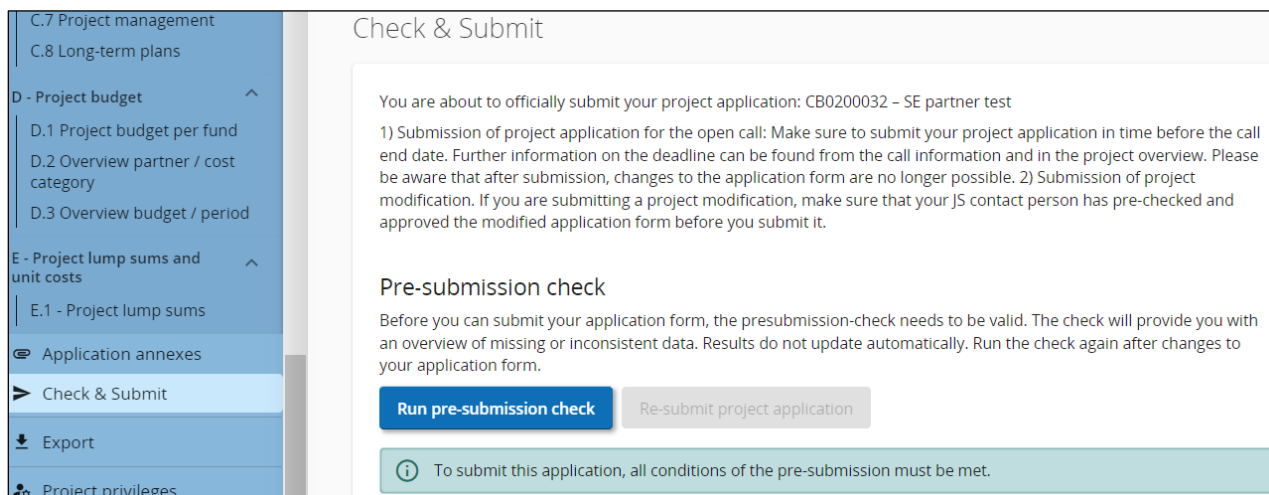 C.7 Project management
C.8 Long-term plans
D - Project budget
D.1 Project budget per fund
D.2 Overview partner / cost
category
D.3 Overview budget / period
E - Project lump sums and
unit costs
E.1 - Project lump sums
Application annexes
Check & Submit
Export
Project privileges
Check & Submit
You are about to officially submit your project application: CB0200032 – SE partner test
1) Submission of project application for the open call: Make sure to submit your project application in time before the call
end date. Further information on the deadline can be found from the call information and in the project overview. Please
be aware that after submission, changes to the application form are no longer possible. 2) Submission of project
modification. If you are submitting a project modification, make sure that your JS contact person has pre-checked and
approved the modified application form before you submit it.
Pre-submission check
Before you can submit your application form, the presubmission-check needs to be valid. The check will provide you with
an overview of missing or inconsistent data. Results do not update automatically. Run the check again after changes to
your application form.
Run pre-submission check
Re-submit project application
To submit this application, all conditions of the pre-submission must be met.